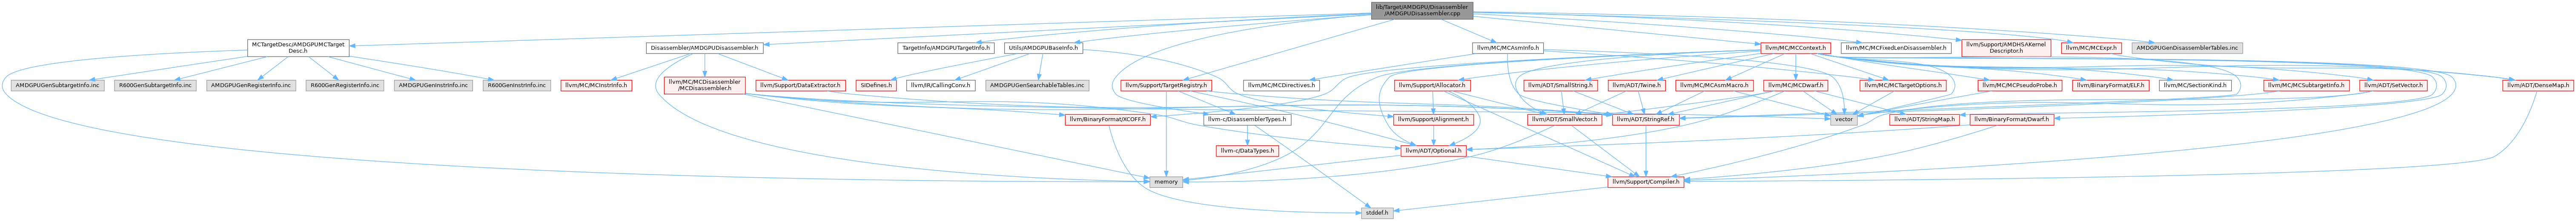 lib/Target/AMDGPU/Disassembler
/AMDGPUDisassembler.cpp
MCTargetDesc/AMDGPUMCTarget
Desc.h
Disassembler/AMDGPUDisassembler.h
TargetInfo/AMDGPUTargetInfo.h
Utils/AMDGPUBaseInfo.h
llvm/MC/MCAsmInfo.h
llvm/MC/MCContext.h
llvm/MC/MCFixedLenDisassembler.h
llvm/Support/AMDHSAKernel
Descriptor.h
llvm/MC/MCExpr.h
AMDGPUGenDisassemblerTables.inc
AMDGPUGenSubtargetInfo.inc
R600GenSubtargetInfo.inc
AMDGPUGenRegisterInfo.inc
R600GenRegisterInfo.inc
AMDGPUGenInstrInfo.inc
R600GenInstrInfo.inc
llvm/MC/MCInstrInfo.h
llvm/MC/MCDisassembler
/MCDisassembler.h
llvm/Support/DataExtractor.h
SIDefines.h
llvm/IR/CallingConv.h
AMDGPUGenSearchableTables.inc
llvm/Support/TargetRegistry.h
llvm/MC/MCDirectives.h
llvm/Support/Allocator.h
llvm/ADT/SmallString.h
llvm/ADT/Twine.h
llvm/MC/MCAsmMacro.h
llvm/MC/MCDwarf.h
llvm/MC/MCTargetOptions.h
llvm/MC/MCPseudoProbe.h
llvm/BinaryFormat/ELF.h
llvm/MC/SectionKind.h
llvm/MC/MCSubtargetInfo.h
llvm/ADT/SetVector.h
llvm/ADT/DenseMap.h
llvm/BinaryFormat/XCOFF.h
llvm-c/DisassemblerTypes.h
llvm/Support/Alignment.h
llvm/ADT/SmallVector.h
llvm/ADT/StringRef.h
vector
llvm/ADT/StringMap.h
llvm/BinaryFormat/Dwarf.h
llvm-c/DataTypes.h
llvm/ADT/Optional.h
memory
llvm/Support/Compiler.h
stddef.h